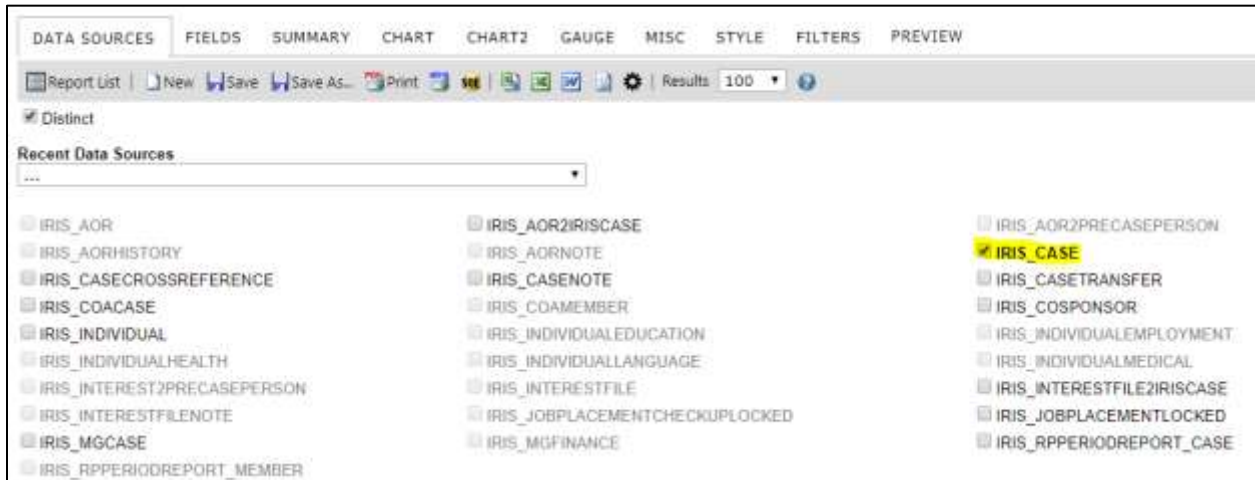 DATA SOURCES FIELDS SUMMARY CHART CHART2 GAUGE MISC STYLE FILTERS PREVIEW
Report List | New Save Save As... Print SQL | Results 100
Distinct
Recent Data Sources
...
IRIS_AOR IRIS_AOR2IRISCASE IRIS_AOR2PRECASEPERSON
IRIS_AORHISTORY IRIS_AORNOTE IRIS_CASE
IRIS_CASECROSSREFERENCE IRIS_CASENOTE IRIS_CASETRANSFER
IRIS_COACASE IRIS_COAMEMBER IRIS_COSPONSOR
IRIS_INDIVIDUAL IRIS_INDIVIDUALEDUCATION IRIS_INDIVIDUALEMPLOYMENT
IRIS_INDIVIDUALHEALTH IRIS_INDIVIDUALLANGUAGE IRIS_INDIVIDUALMEDICAL
IRIS_INTEREST2PRECASEPERSON IRIS_INTERESTFILE IRIS_INTERESTFILE2IRISCASE
IRIS_INTERESTFILENOTE IRIS_JOBPLACEMENTCHECKUPLOCKED IRIS_JOBPLACEMENTLOCKED
IRIS_MGCASE IRIS_MGFINANCE IRIS_RPPERIODREPORT_CASE
IRIS_RPPERIODREPORT_MEMBER